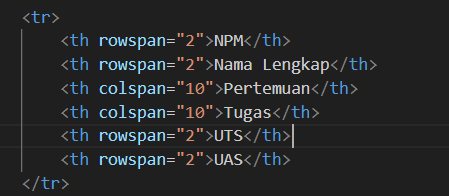 <tr>
<th rowspan="2">NPM</th>
<th rowspan="2">Nama Lengkap</th>
<th colspan="10">Pertemuan</th>
<th colspan="10">Tugas</th>
<th rowspan="2">UTS</th>
<th rowspan="2">UAS</th>
</tr>